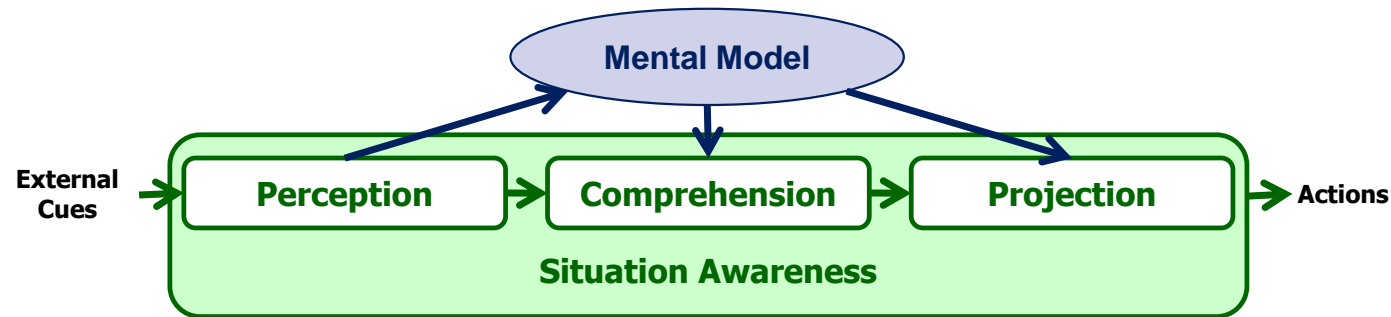 Mental Model
External
Cues
Perception
Comprehension
Projection
Actions
Situation Awareness